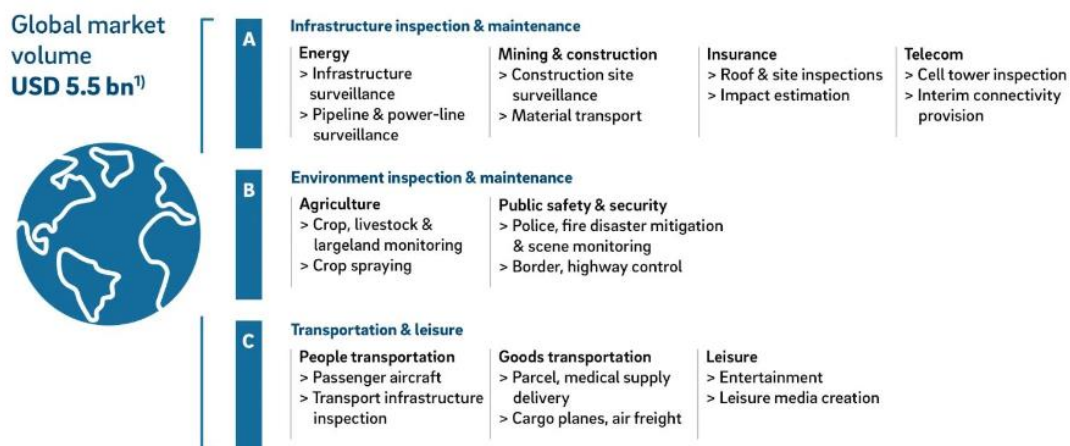 Global market
volume
USD 5.5 bn1)
A
Infrastructure inspection & maintenance
Energy
> Infrastructure
surveillance
> Pipeline & power-line
surveillance
Mining & construction
> Construction site
surveillance
> Material transport
Insurance
> Roof & site inspections
> Impact estimation
Telecom
> Cell tower inspection
> Interim connectivity
provision
B
Environment inspection & maintenance
Agriculture
> Crop, livestock &
largeland monitoring
> Crop spraying
Public safety & security
> Police, fire disaster mitigation
& scene monitoring
> Border, highway control
C
Transportation & leisure
People transportation
> Passenger aircraft
> Transport infrastructure
inspection
Goods transportation
> Parcel, medical supply
delivery
> Cargo planes, air freight
Leisure
> Entertainment
> Leisure media creation